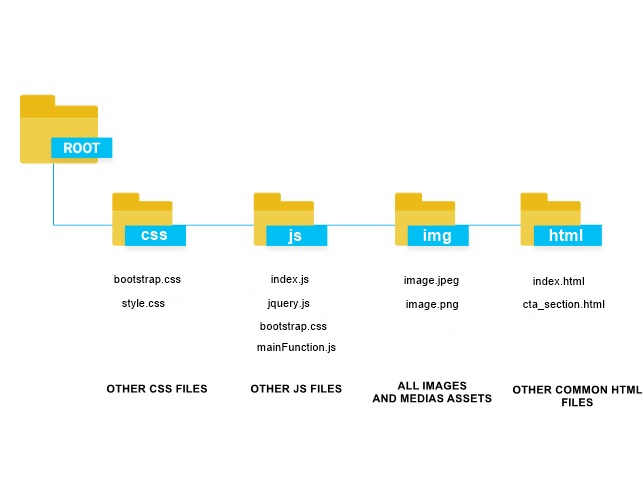 ROOT
css
js
img
html
bootstrap.css
style.css
index.js
jquery.js
bootstrap.css
mainFunction.js
image.jpeg
image.png
index.html
cta_section.html
OTHER CSS FILES
OTHER JS FILES
ALL IMAGES
AND MEDIAS ASSETS
OTHER COMMON HTML
FILES